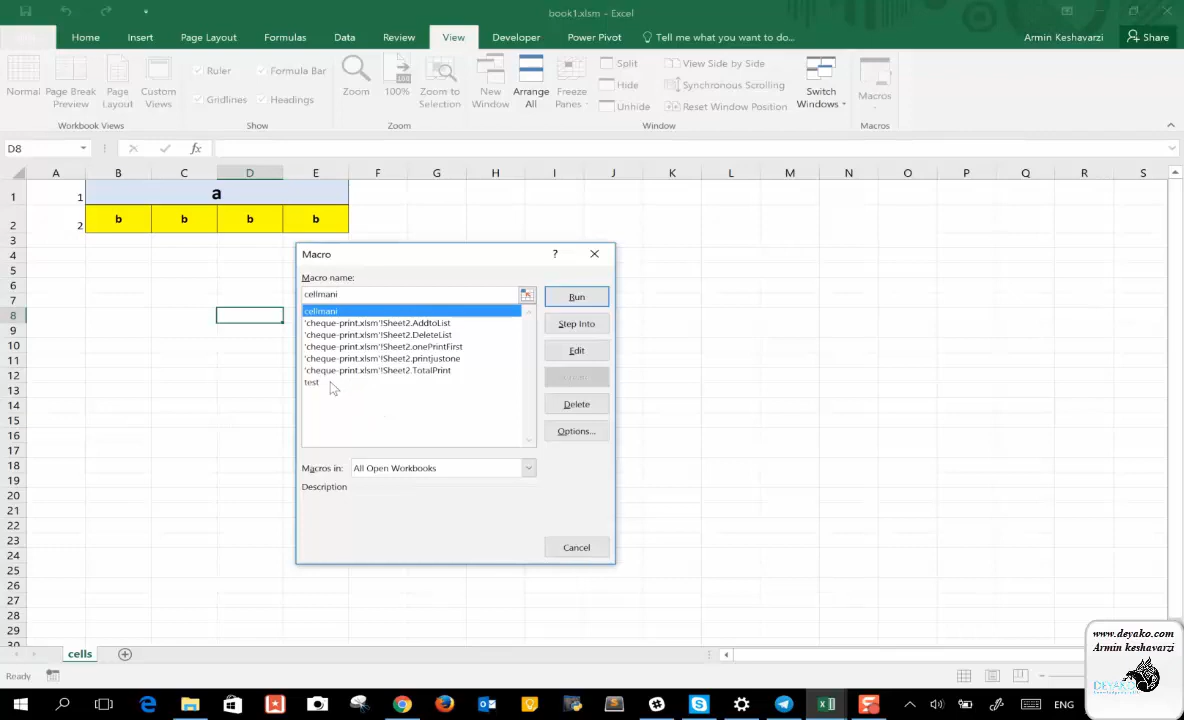 book1.xlsm - Excel
Home Insert Page Layout Formulas Data Review View Developer Power Pivot Tell me what you want to do... Armin Keshavarzi Share
Normal Page Break Preview Page Layout Custom Views
Workbook Views
Ruler Formula Bar
Gridlines Headings
Show
Zoom 100% Zoom to Selection
Zoom
New Window Arrange All Freeze Panes
Split
Hide
Unhide
View Side by Side
Synchronous Scrolling
Reset Window Position
Switch Windows
Window
Macros
Macros
D8 fx
A B C D E F G H I J K L M N O P Q R S
1 1 a
2 2 b b b b
3
4
5
6
7
8
9
10
11
12
13
14
15
16
17
18
19
20
21
22
23
24
25
26
27
28
29
30
Macro ?
Macro name:
cellmani
cellmani
'cheque-print.xlsm'!Sheet2.AddtoList
'cheque-print.xlsm'!Sheet2.DeleteList
'cheque-print.xlsm'!Sheet2.onePrintFirst
'cheque-print.xlsm'!Sheet2.printjustone
'cheque-print.xlsm'!Sheet2.TotalPrint
test
Run
Step Into
Edit
Delete
Options...
Macros in: All Open Workbooks
Description
Cancel
cells
Ready
ENG
www.deyako.com
Armin keshavarzi
DEYAKO